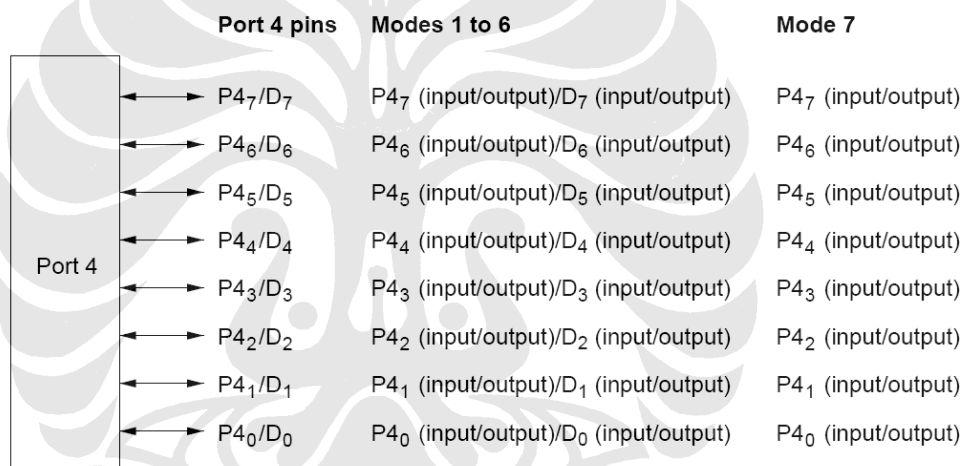 Port 4 pins Modes 1 to 6 Mode 7
P4₇/D₇ P4₇ (input/output)/D₇ (input/output) P4₇ (input/output)
P4₆/D₆ P4₆ (input/output)/D₆ (input/output) P4₆ (input/output)
P4₅/D₅ P4₅ (input/output)/D₅ (input/output) P4₅ (input/output)
P4₄/D₄ P4₄ (input/output)/D₄ (input/output) P4₄ (input/output)
Port 4
P4₃/D₃ P4₃ (input/output)/D₃ (input/output) P4₃ (input/output)
P4₂/D₂ P4₂ (input/output)/D₂ (input/output) P4₂ (input/output)
P4₁/D₁ P4₁ (input/output)/D₁ (input/output) P4₁ (input/output)
P4₀/D₀ P4₀ (input/output)/D₀ (input/output) P4₀ (input/output)